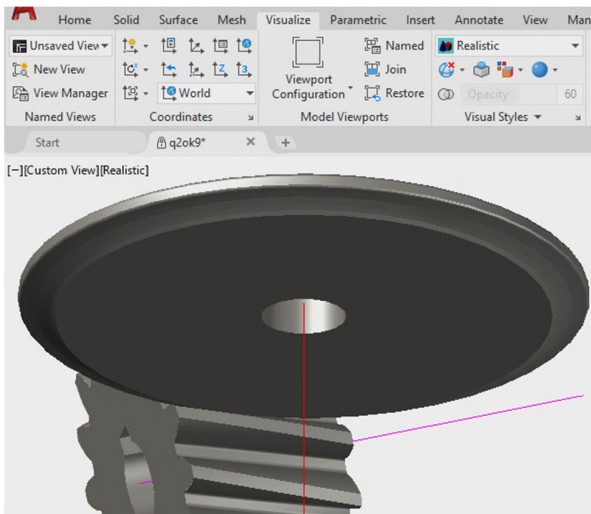 Home Solid Surface Mesh Visualize Parametric Insert Annotate View Man
Unsaved View
New View
View Manager
Named Views
World
Coordinates
Viewport
Configuration
Named
Join
Restore
Model Viewports
Realistic
Opacity 60
Visual Styles
Start q2ok9*
[−][Custom View][Realistic]